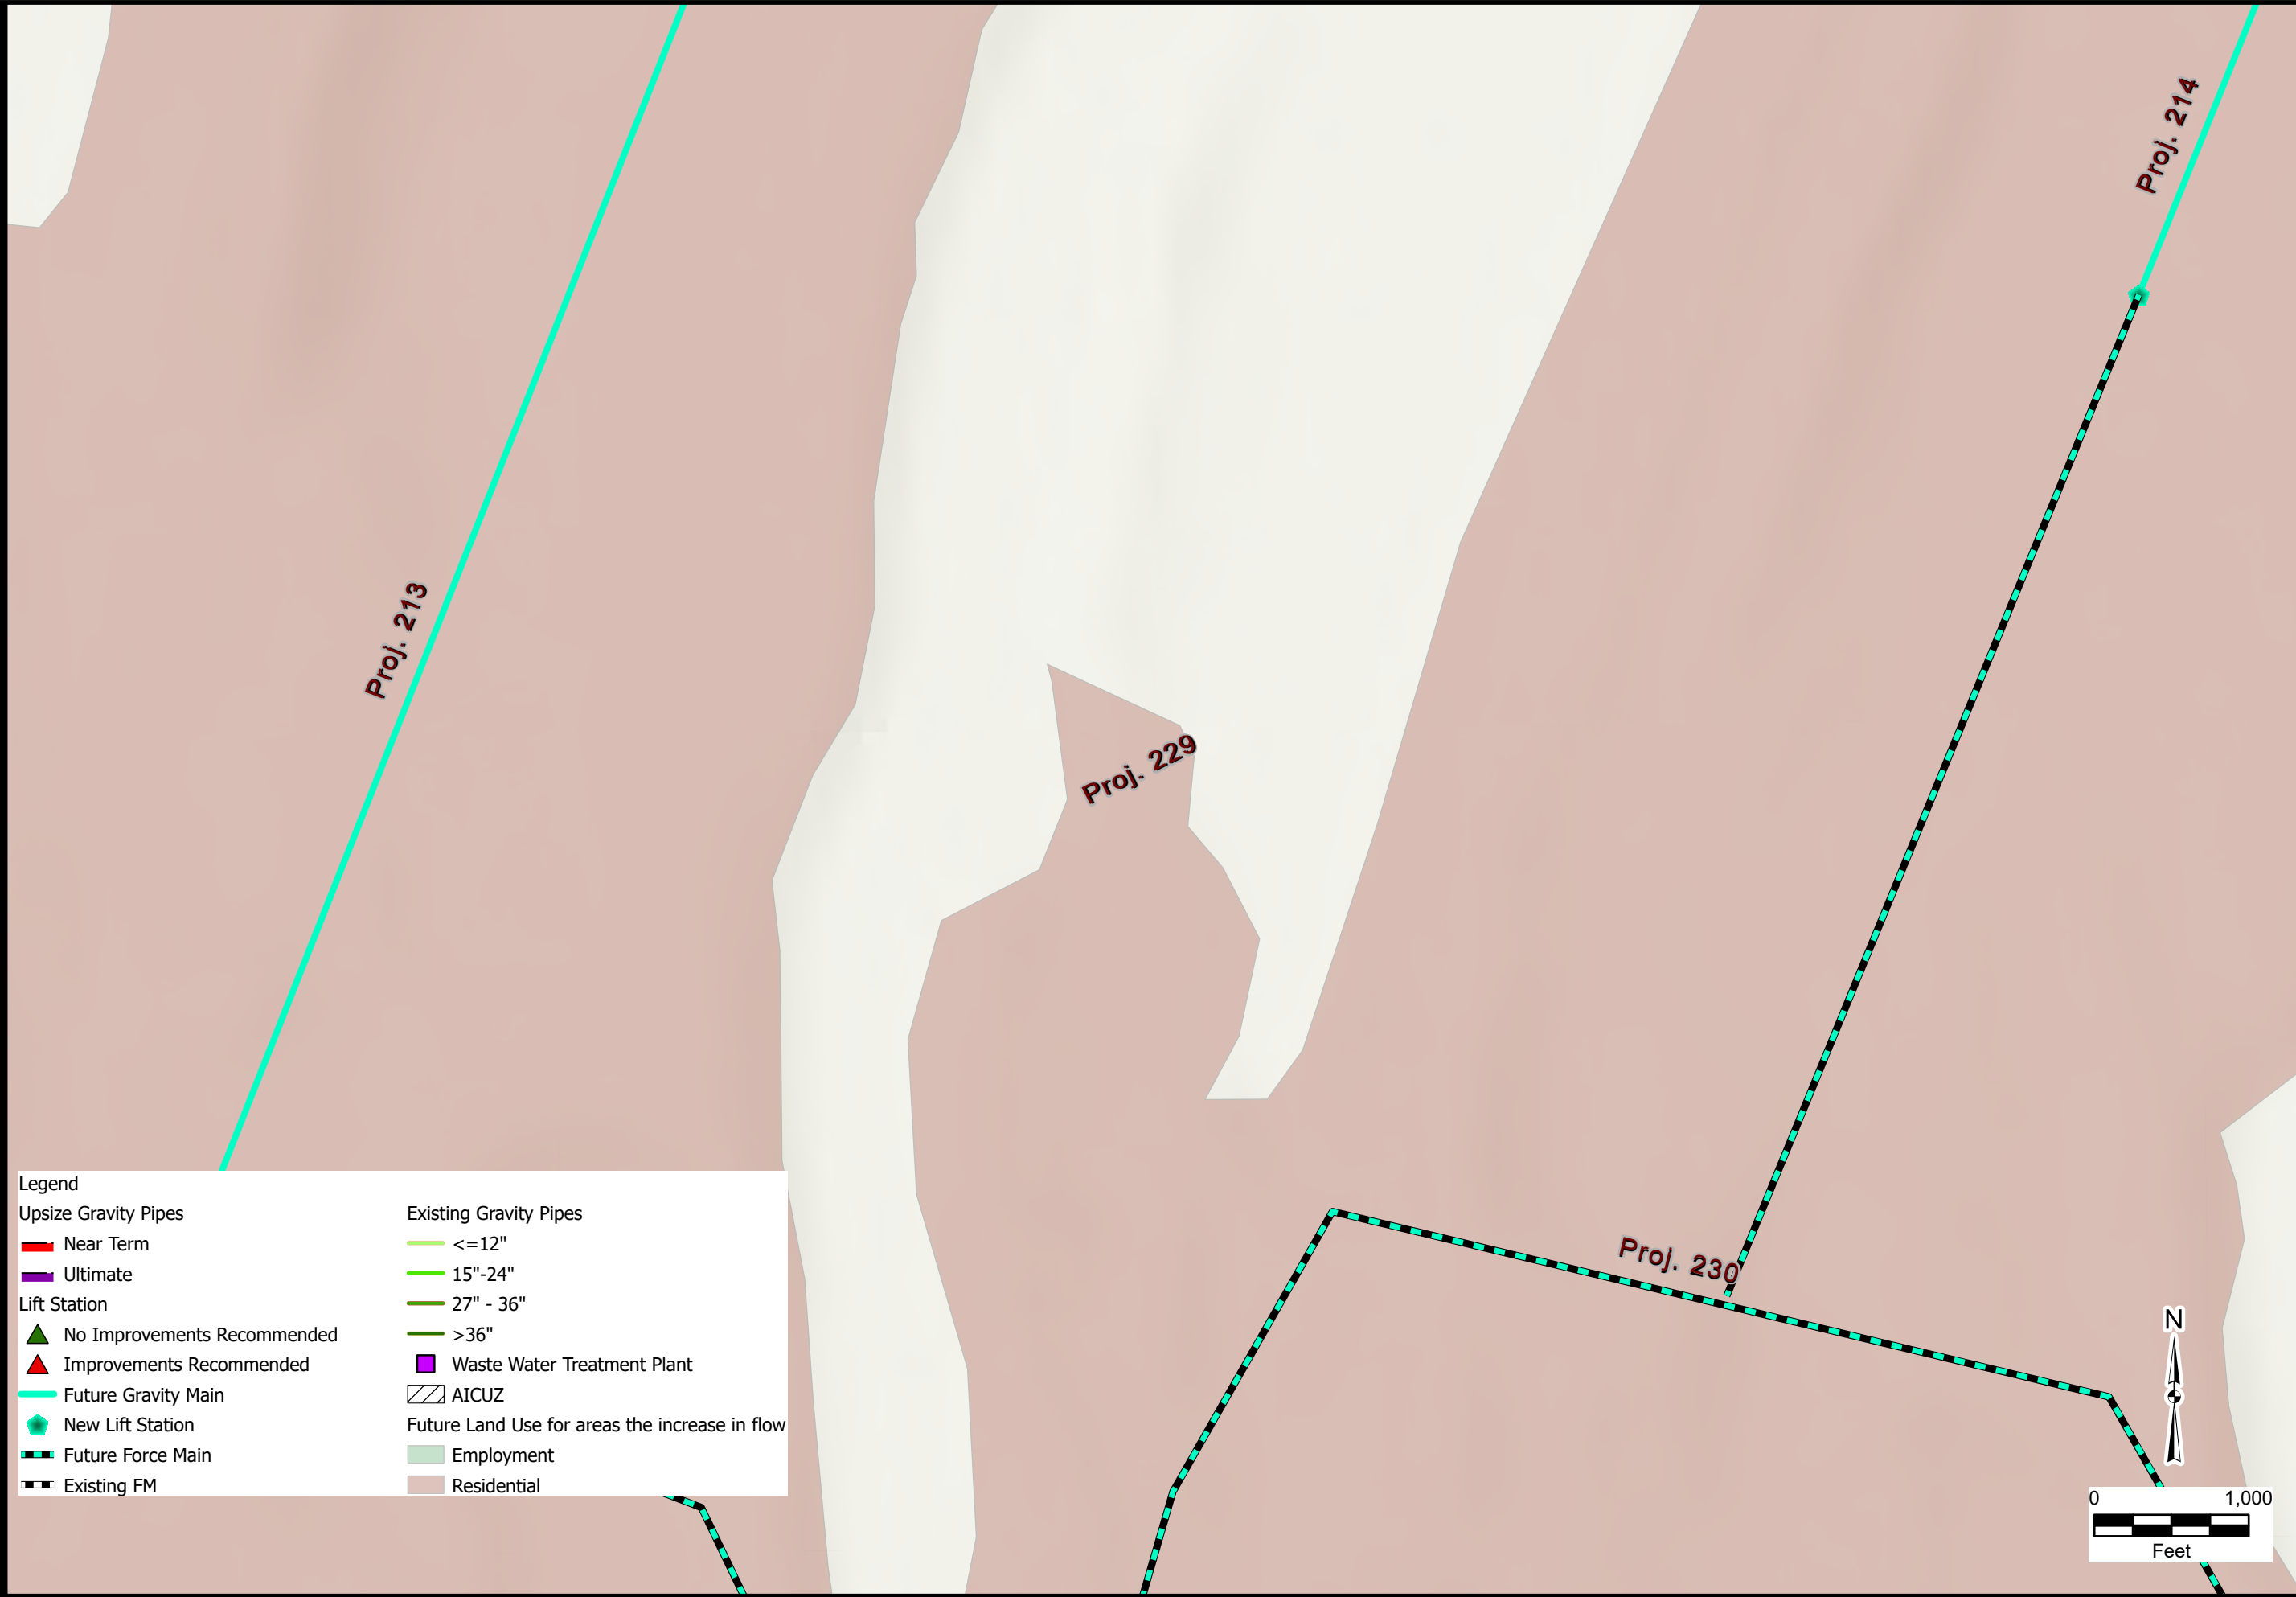 Proj. 214
Proj. 213
Proj. 229
Proj. 230
Legend
Upsize Gravity Pipes
Near Term
Ultimate
Lift Station
No Improvements Recommended
Improvements Recommended
Future Gravity Main
New Lift Station
Future Force Main
Existing FM
Existing Gravity Pipes
<=12"
15"-24"
27" - 36"
>36"
Waste Water Treatment Plant
AICUZ
Future Land Use for areas the increase in flow
Employment
Residential
N
0 1,000
Feet